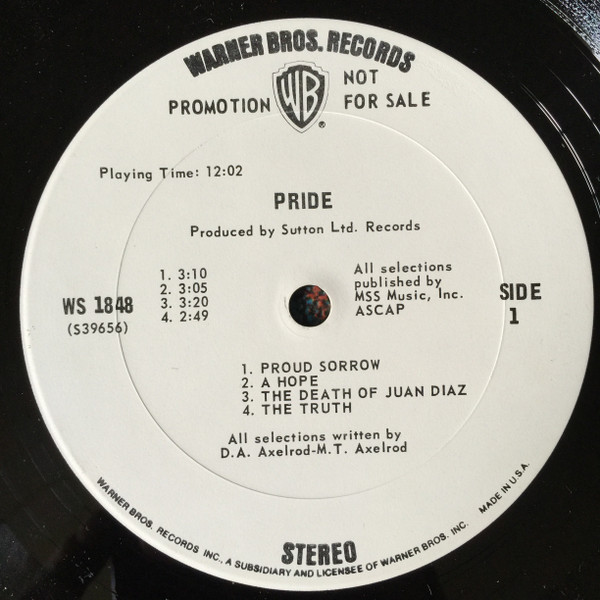 WARNER BROS. RECORDS
PROMOTION
WB
®
NOT
FOR SALE
Playing Time: 12:02
PRIDE
Produced by Sutton Ltd. Records
1. 3:10
2. 3:05
3. 3:20
4. 2:49
All selections
published by
MSS Music, Inc.
ASCAP
WS 1848
(S39656)
SIDE
1
1. PROUD SORROW
2. A HOPE
3. THE DEATH OF JUAN DIAZ
4. THE TRUTH
All selections written by
D.A. Axelrod-M.T. Axelrod
STEREO
WARNER BROS. RECORDS INC., A SUBSIDIARY AND LICENSEE OF WARNER BROS. INC. MADE IN U.S.A.